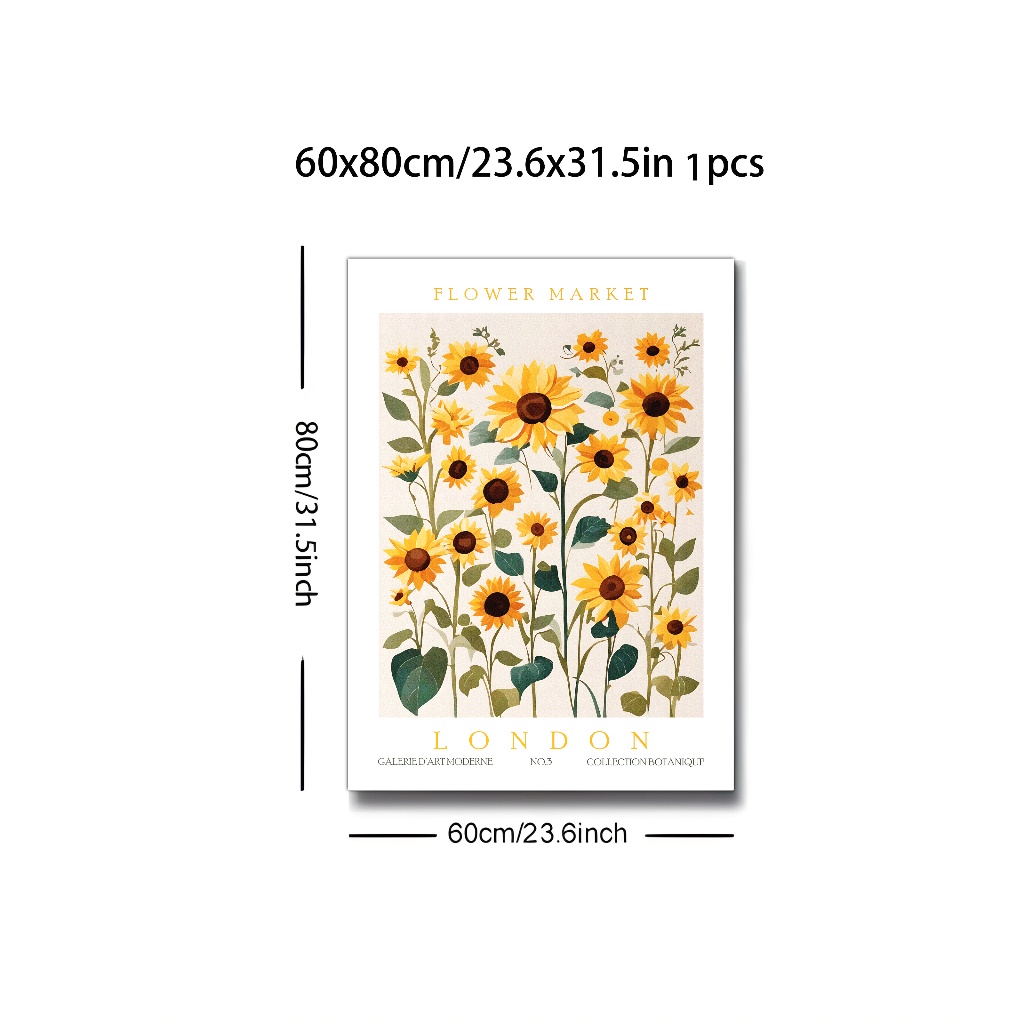 60x80cm/23.6x31.5in 1pcs
FLOWER MARKET
80cm/31.5inch
LONDON
GALERIE D'ART MODERNE NO.3 COLLECTION BOTANIQUE
60cm/23.6inch